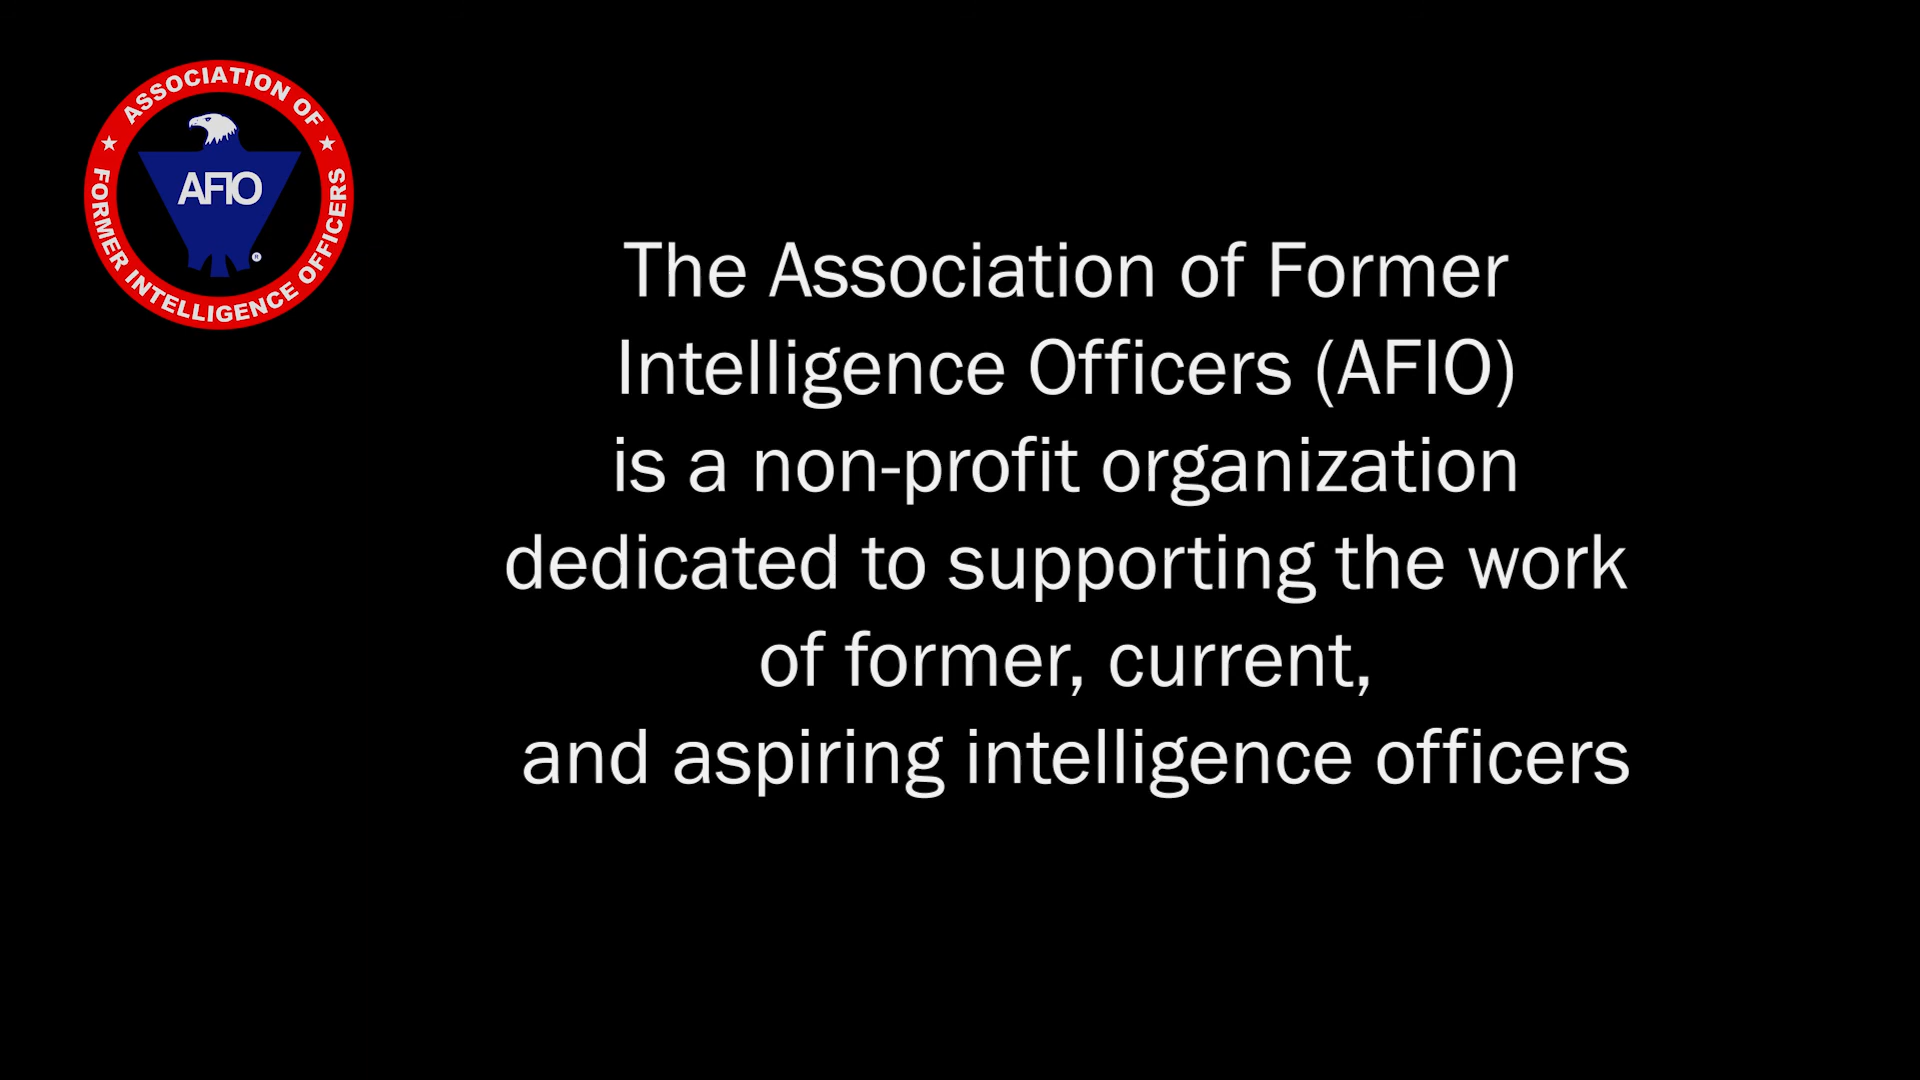 ASSOCIATION OF
FORMER INTELLIGENCE OFFICERS
AFIO
The Association of Former
Intelligence Officers (AFIO)
is a non-profit organization
dedicated to supporting the work
of former, current,
and aspiring intelligence officers